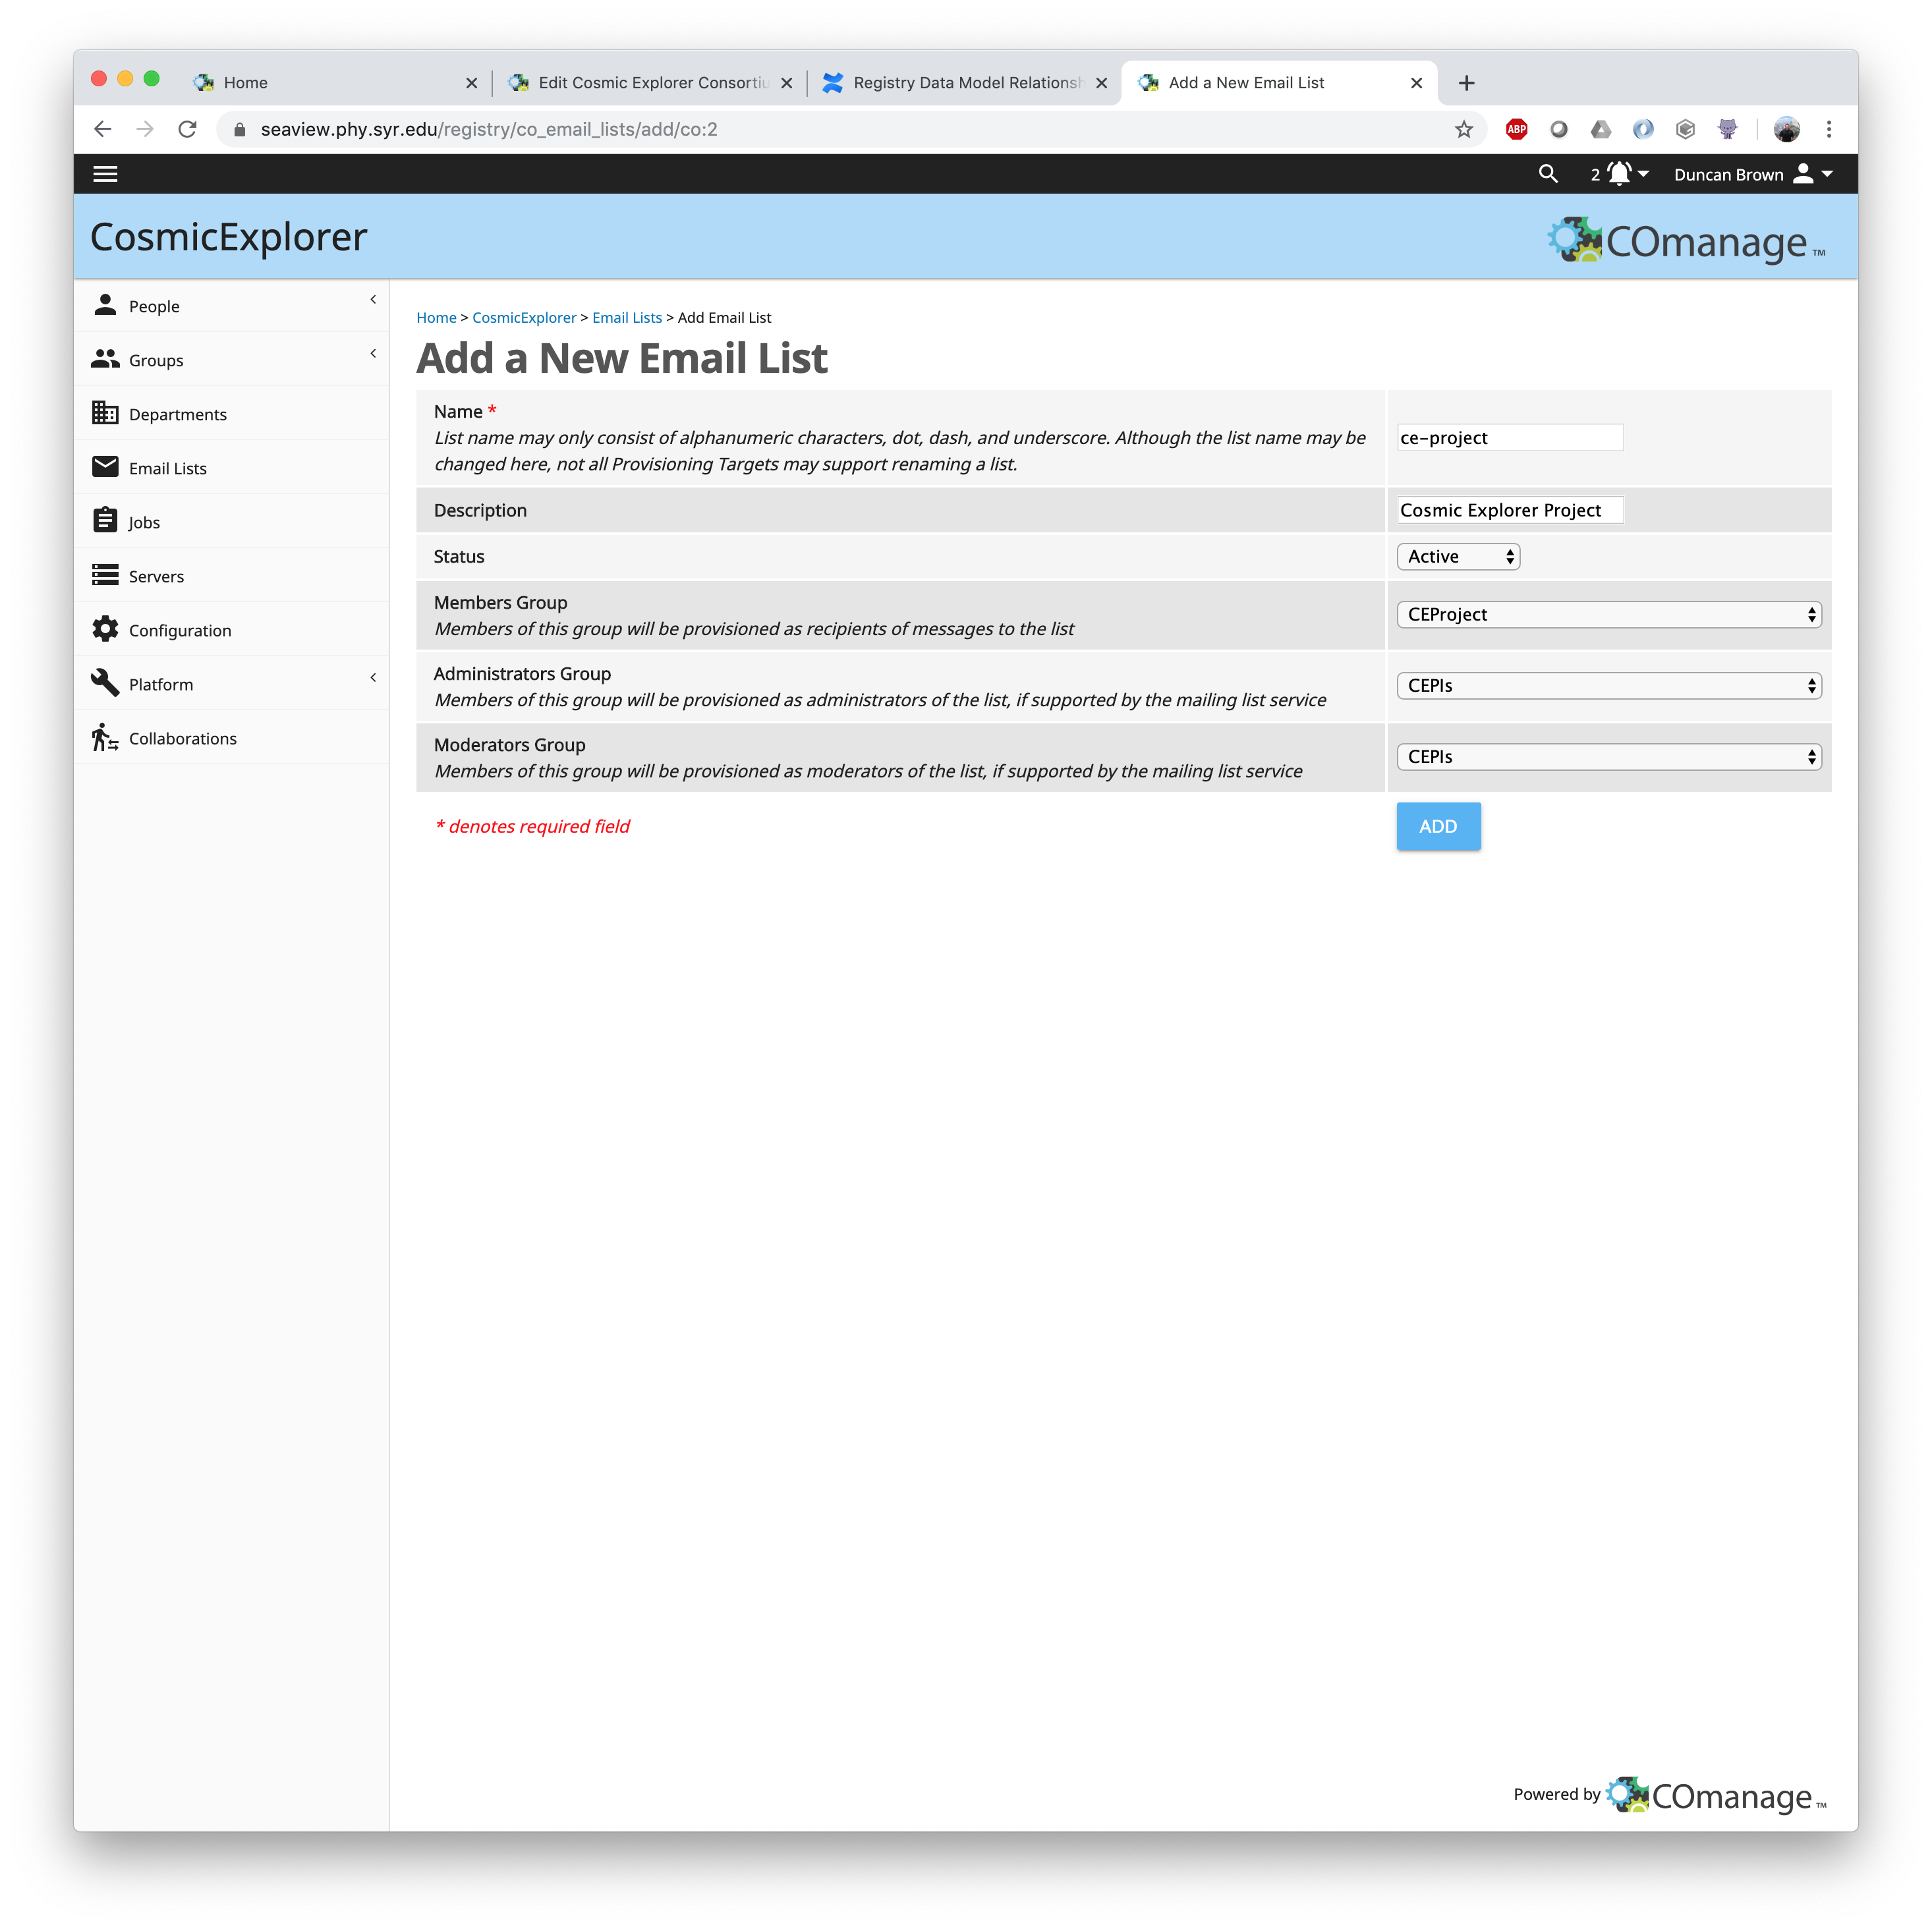 Home
Edit Cosmic Explorer Consortiu
Registry Data Model Relationsh
Add a New Email List
seaview.phy.syr.edu/registry/co_email_lists/add/co:2
ABP
2
Duncan Brown
CosmicExplorer
COmanage TM
People
Groups
Departments
Email Lists
Jobs
Servers
Configuration
Platform
Collaborations
Home > CosmicExplorer > Email Lists > Add Email List
Add a New Email List
Name *
List name may only consist of alphanumeric characters, dot, dash, and underscore. Although the list name may be
changed here, not all Provisioning Targets may support renaming a list.
ce-project
Description
Cosmic Explorer Project
Status
Active
Members Group
Members of this group will be provisioned as recipients of messages to the list
CEProject
Administrators Group
Members of this group will be provisioned as administrators of the list, if supported by the mailing list service
CEPIs
Moderators Group
Members of this group will be provisioned as moderators of the list, if supported by the mailing list service
CEPIs
* denotes required field
ADD
Powered by COmanage TM